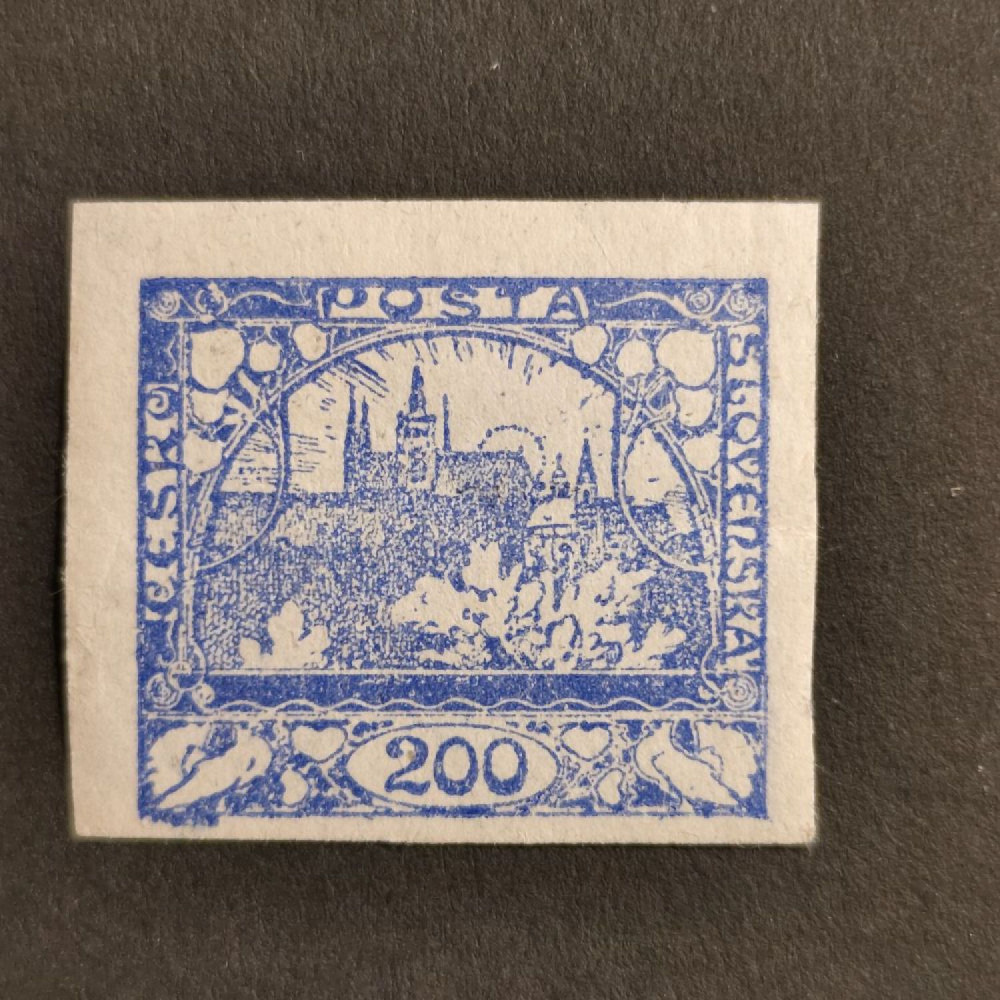 POŠTA
ČESKO
SLOVENSKÁ
200